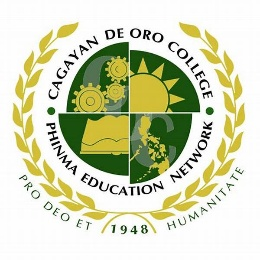 CAGAYAN DE ORO COLLEGE
• PHINMA EDUCATION NETWORK •
PRO DEO ET HUMANITATE
1948